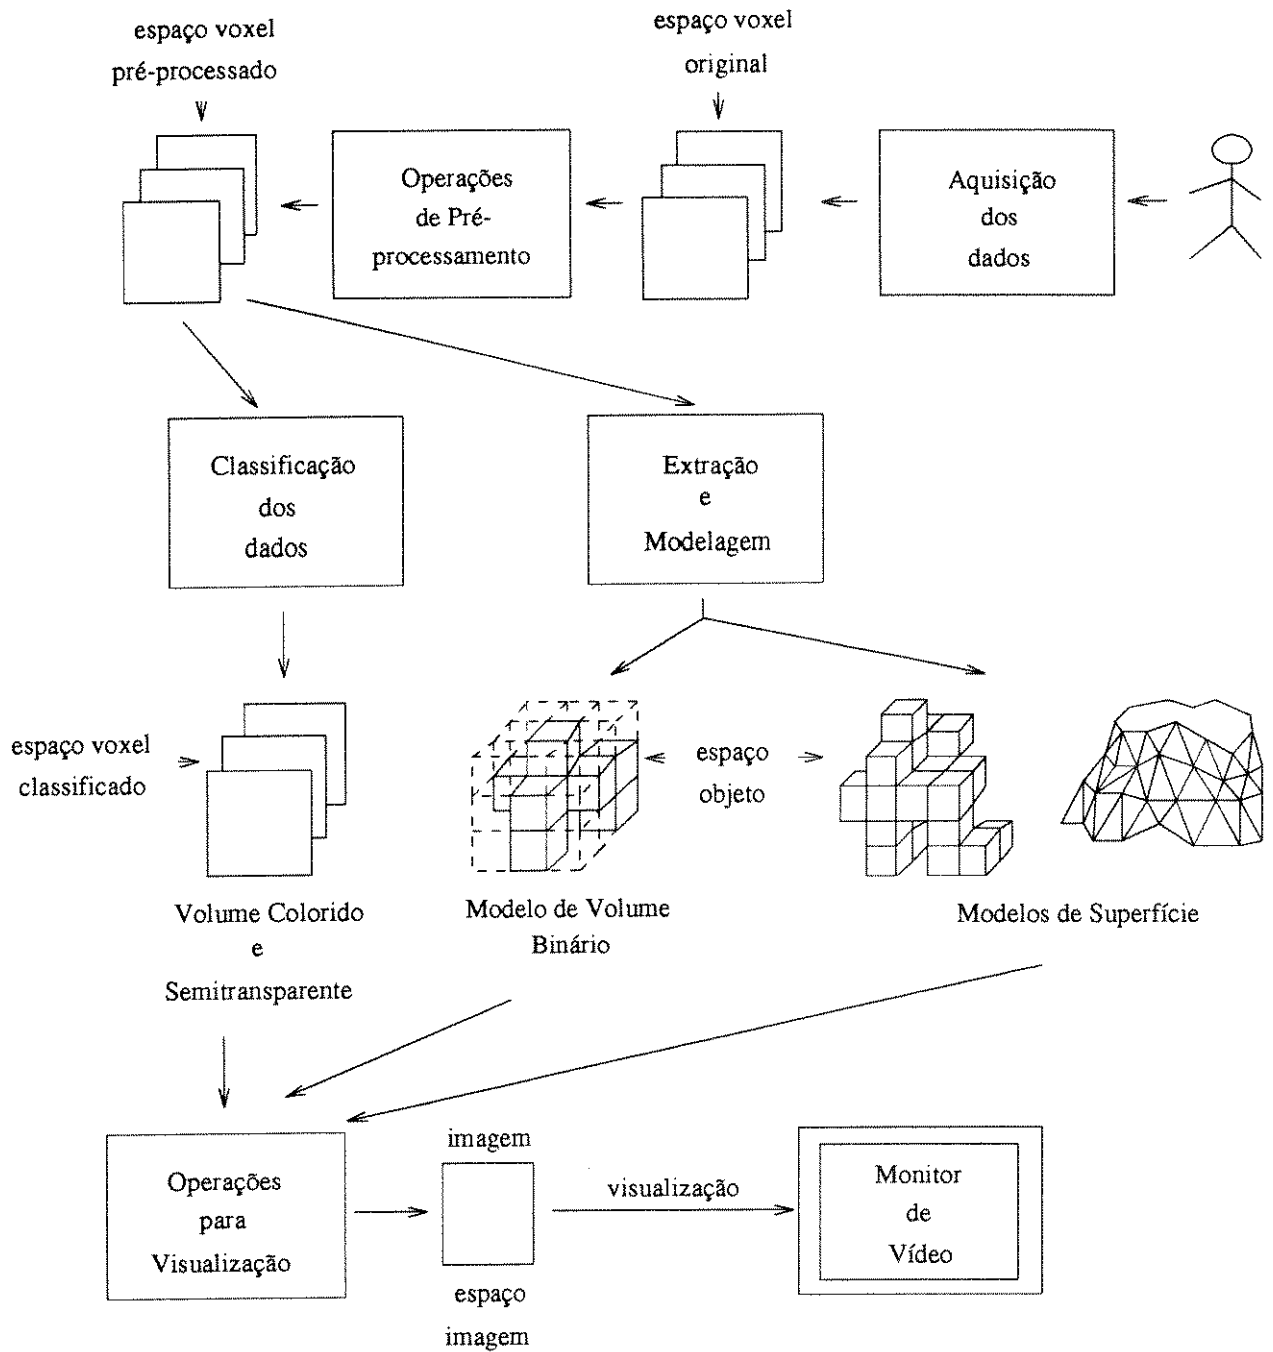 espaço voxel
pré-processado
espaço voxel
original
Operações
de Pré-
processamento
Aquisição
dos
dados
Classificação
dos
dados
Extração
e
Modelagem
espaço voxel
classificado
espaço
objeto
Volume Colorido
e
Semitransparente
Modelo de Volume
Binário
Modelos de Superfície
Operações
para
Visualização
imagem
espaço
imagem
visualização
Monitor
de
Vídeo